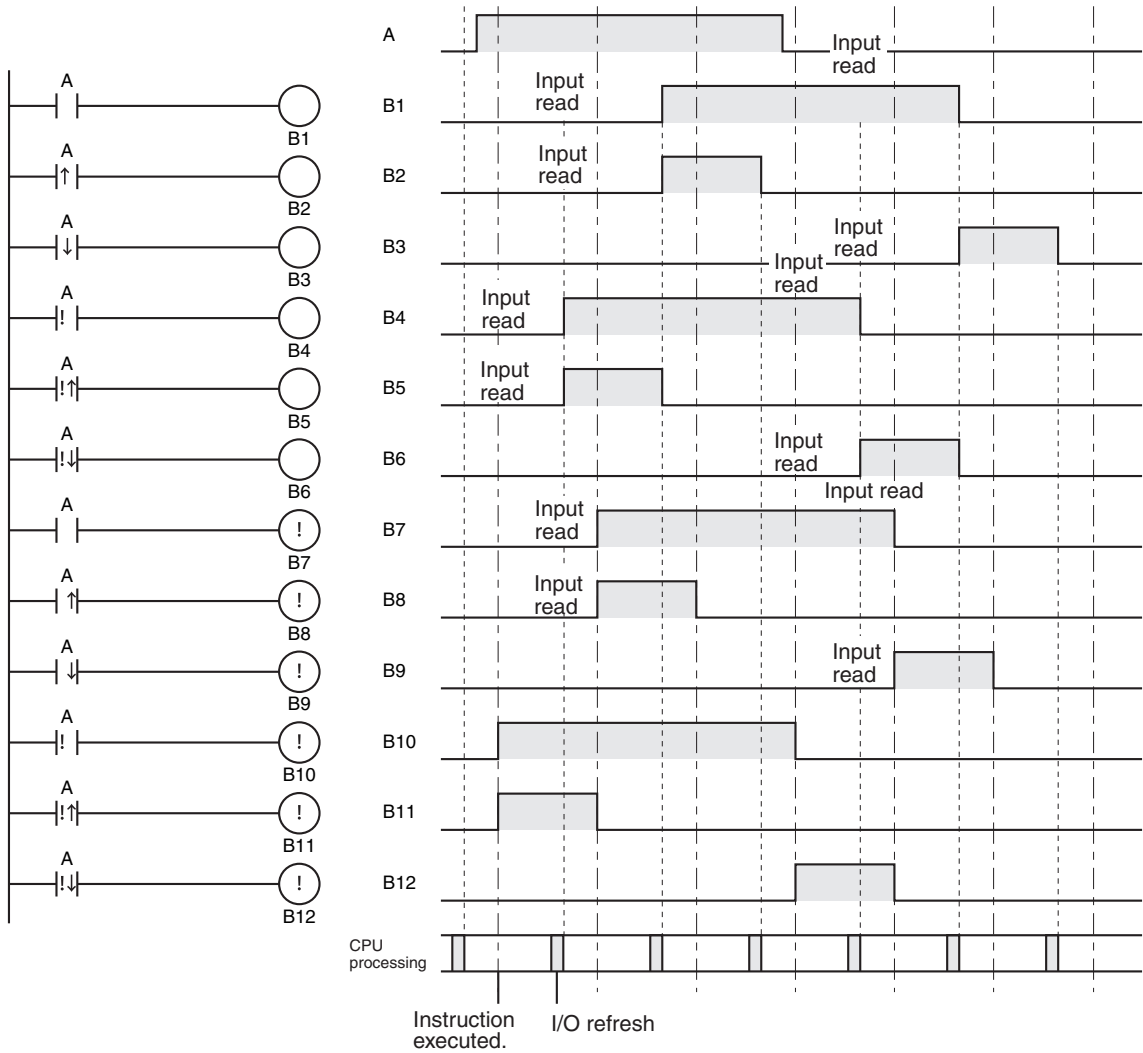 A
Input
read
A
Input
read
B1
B1
A
↑
Input
read
B2
B2
A
↓
Input
read
B3
B3
Input
read
A
!
Input
read
B4
B4
A
!↑
Input
read
B5
B5
A
!↓
Input
read
B6
B6
Input read
A
!
Input
read
B7
B7
A
↑
!
Input
read
B8
B8
A
↓
!
Input
read
B9
B9
A
!
!
B10
B10
A
!↑
!
B11
B11
A
!↓
!
B12
B12
CPU
processing
Instruction
executed.
I/O refresh